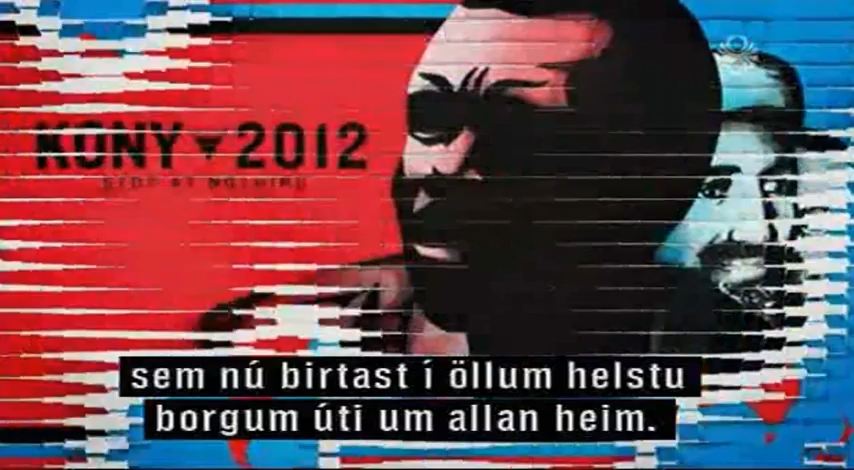 KONY 2012
STOP AT NOTHING
sem nú birtast í öllum helstu
borgum úti um allan heim.